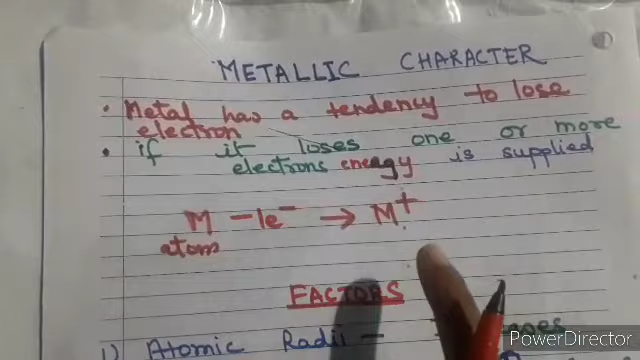 METALLIC CHARACTER
• Metal has a tendency to lose
electron
• if it loses one or more
electrons energy is supplied
M – 1e⁻ → M⁺
atom
FACTORS
1) Atomic Radii –
PowerDirector